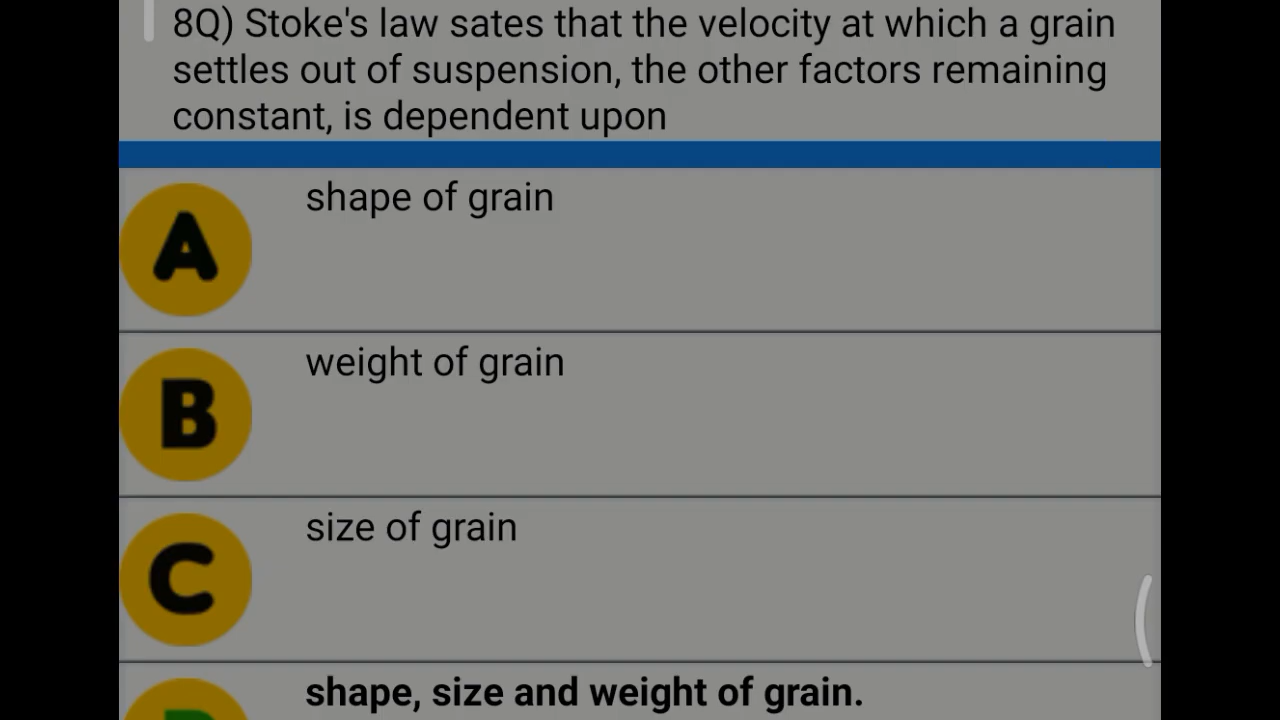 8Q) Stoke's law sates that the velocity at which a grain
settles out of suspension, the other factors remaining
constant, is dependent upon
A
shape of grain
B
weight of grain
C
size of grain
shape, size and weight of grain.